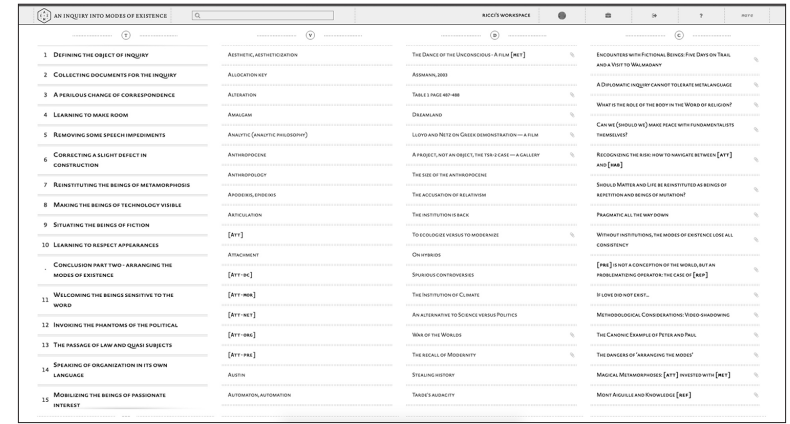 AN INQUIRY INTO MODES OF EXISTENCE
RICCI'S WORKSPACE
?
T
1 DEFINING THE OBJECT OF INQUIRY
2 COLLECTING DOCUMENTS FOR THE INQUIRY
3 A PERILOUS CHANGE OF CORRESPONDENCE
4 LEARNING TO MAKE ROOM
5 REMOVING SOME SPEECH IMPEDIMENTS
6 CORRECTING A SLIGHT DEFECT IN
CONSTRUCTION
7 REINSTITUTING THE BEINGS OF METAMORPHOSIS
8 MAKING THE BEINGS OF TECHNOLOGY VISIBLE
9 SITUATING THE BEINGS OF FICTION
10 LEARNING TO RESPECT APPEARANCES
· CONCLUSION PART TWO - ARRANGING THE
MODES OF EXISTENCE
11 WELCOMING THE BEINGS SENSITIVE TO THE
WORD
12 INVOKING THE PHANTOMS OF THE POLITICAL
13 THE PASSAGE OF LAW AND QUASI SUBJECTS
14 SPEAKING OF ORGANIZATION IN ITS OWN
LANGUAGE
15 MOBILIZING THE BEINGS OF PASSIONATE
INTEREST
V
AESTHETIC, AESTHETICIZATION
ALLOCATION KEY
ALTERATION
AMALGAM
ANALYTIC (ANALYTIC PHILOSOPHY)
ANTHROPOCENE
ANTHROPOLOGY
APODEIXIS, EPIDEIXIS
ARTICULATION
[ATT]
ATTACHMENT
[ATT·DC]
[ATT·MOR]
[ATT·NET]
[ATT·ORG]
[ATT·PRE]
AUSTIN
AUTOMATON, AUTOMATION
D
THE DANCE OF THE UNCONSCIOUS - A FILM [MET]
ASSMANN, 2003
TABLE 1 PAGE 487-488
DREAMLAND
LLOYD AND NETZ ON GREEK DEMONSTRATION — A FILM
A PROJECT, NOT AN OBJECT, THE TSR-2 CASE — A GALLERY
THE SIZE OF THE ANTHROPOCENE
THE ACCUSATION OF RELATIVISM
THE INSTITUTION IS BACK
TO ECOLOGIZE VERSUS TO MODERNIZE
ON HYBRIDS
SPURIOUS CONTROVERSIES
THE INSTITUTION OF CLIMATE
AN ALTERNATIVE TO SCIENCE VERSUS POLITICS
WAR OF THE WORLDS
THE RECALL OF MODERNITY
STEALING HISTORY
TARDE'S AUDACITY
C
ENCOUNTERS WITH FICTIONAL BEINGS: FIVE DAYS ON TRAIL
AND A VISIT TO WALMADANY
A DIPLOMATIC INQUIRY CANNOT TOLERATE METALANGUAGE
WHAT IS THE ROLE OF THE BODY IN THE WORD OF RELIGION?
CAN WE (SHOULD WE) MAKE PEACE WITH FUNDAMENTALISTS
THEMSELVES?
RECOGNIZING THE RISK: HOW TO NAVIGATE BETWEEN [ATT]
AND [HAB]
SHOULD MATTER AND LIFE BE REINSTITUTED AS BEINGS OF
REPETITION AND BEINGS OF MUTATION?
PRAGMATIC ALL THE WAY DOWN
WITHOUT INSTITUTIONS, THE MODES OF EXISTENCE LOSE ALL
CONSISTENCY
[PRE] IS NOT A CONCEPTION OF THE WORLD, BUT AN
PROBLEMATIZING OPERATOR: THE CASE OF [REP]
IF LOVE DID NOT EXIST...
METHODOLOGICAL CONSIDERATIONS: VIDEO-SHADOWING
THE CANONIC EXAMPLE OF PETER AND PAUL
THE DANGERS OF 'ARRANGING THE MODES'
MAGICAL METAMORPHOSES: [ATT] INVESTED WITH [MET]
MONT AIGUILLE AND KNOWLEDGE [REF]